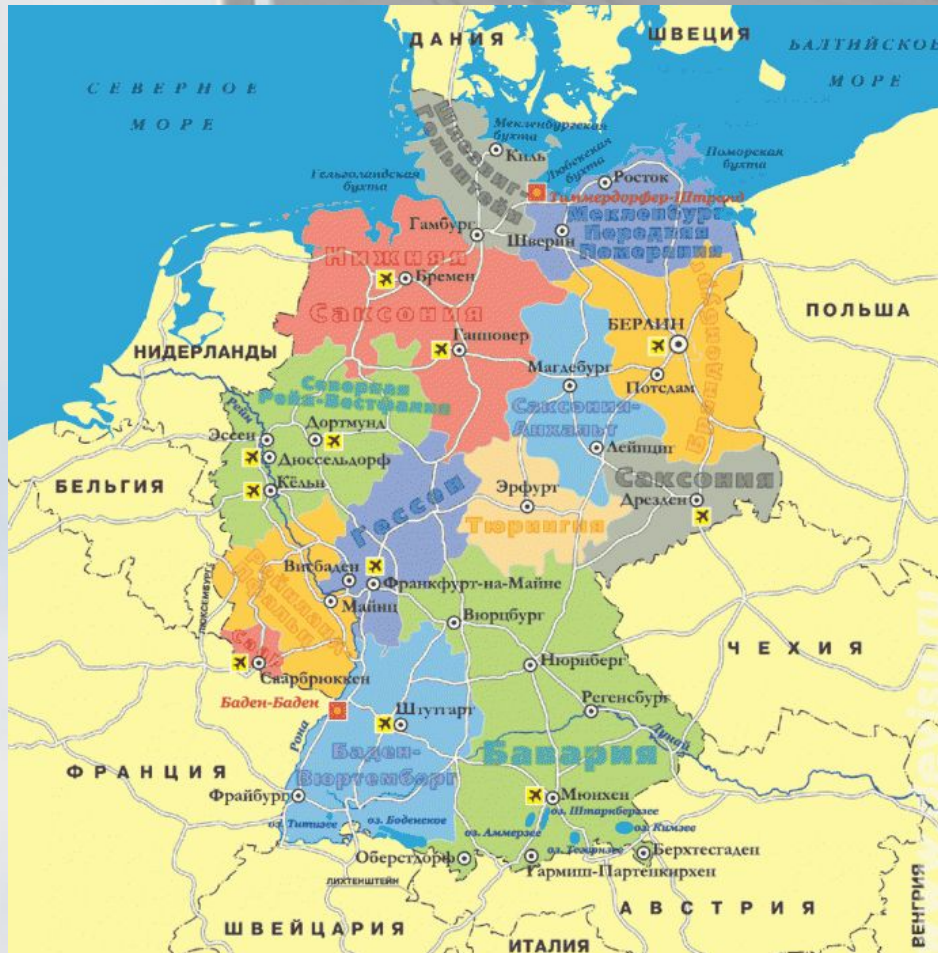 ДАНИЯ
ШВЕЦИЯ
БАЛТИЙСКОЕ
МОРЕ
СЕВЕРНОЕ
МОРЕ
Мекленбургская
бухта
Киль
Шлезвиг-
Гольштейн
Любекская
бухта
Поморская
бухта
Гельголандская
бухта
Росток
Тиммердорфер-Штранд
Гамбург
Шверин
Мекленбург
Передняя
Померания
Нижняя
Саксония
Бремен
Бранденбург
ПОЛЬША
БЕРЛИН
Ганновер
НИДЕРЛАНДЫ
Магдебург
Потсдам
Северная
Рейн-Вестфалия
Рейн
Саксония-
Анхальт
Эссен
Дортмунд
Дюссельдорф
Лейпциг
Кёльн
БЕЛЬГИЯ
Саксония
Дрезден
Эрфурт
Тюрингия
Гессен
Висбаден
Франкфурт-на-Майне
Майнц
ЛЮКСЕМБУРГ
Вюрцбург
Саар
Саарбрюккен
Нюрнберг
ЧЕХИЯ
Баден-Баден
Регенсбург
Штутгарт
Рона
Дунай
Бавария
Баден-
Вюртемберг
ФРАНЦИЯ
Фрайбург
Мюнхен
оз. Титизее
оз. Боденское
оз. Аммерзее
оз. Штарнбергзее
оз. Кимзее
Оберстдорф
Берхтесгаден
Гармиш-Партенкирхен
ЛИХТЕНШТЕЙН
АВСТРИЯ
ШВЕЙЦАРИЯ
ИТАЛИЯ
ВЕНГРИЯ